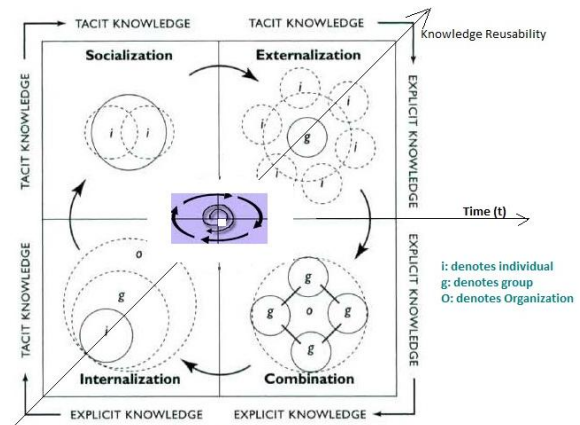 TACIT KNOWLEDGE
TACIT KNOWLEDGE
Knowledge Reusability
Socialization
Externalization
TACIT KNOWLEDGE
EXPLICIT KNOWLEDGE
i
i
i
i
i
i
i
i
g
Time (t)
TACIT KNOWLEDGE
EXPLICIT KNOWLEDGE
o
g
i
g
g
o
g
g
i: denotes individual
g: denotes group
O: denotes Organization
Internalization
Combination
EXPLICIT KNOWLEDGE
EXPLICIT KNOWLEDGE